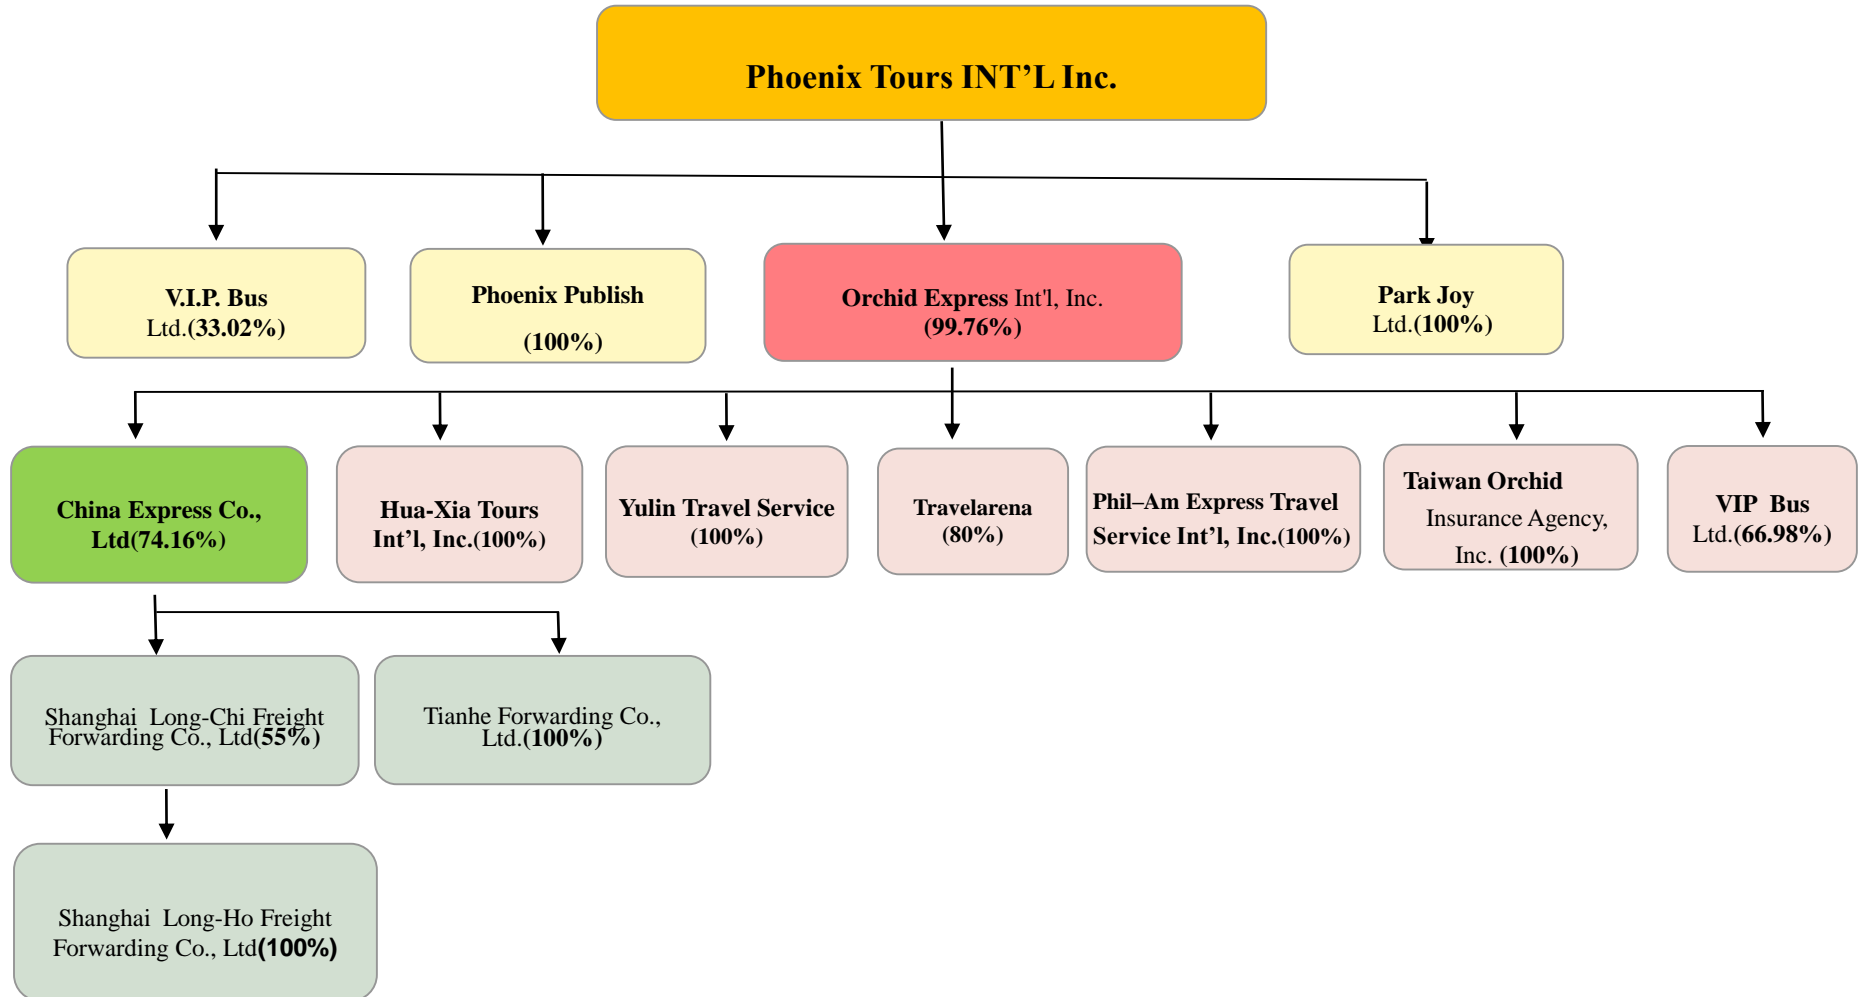 Phoenix Tours INT’L Inc.
V.I.P. Bus
Ltd.(33.02%)
Phoenix Publish
(100%)
Orchid Express Int'l, Inc.
(99.76%)
Park Joy
Ltd.(100%)
China Express Co.,
Ltd(74.16%)
Hua-Xia Tours
Int’l, Inc.(100%)
Yulin Travel Service
(100%)
Travelarena
(80%)
Phil–Am Express Travel
Service Int’l, Inc.(100%)
Taiwan Orchid
Insurance Agency,
Inc. (100%)
VIP Bus
Ltd.(66.98%)
Shanghai Long-Chi Freight
Forwarding Co., Ltd(55%)
Tianhe Forwarding Co.,
Ltd.(100%)
Shanghai Long-Ho Freight
Forwarding Co., Ltd(100%)